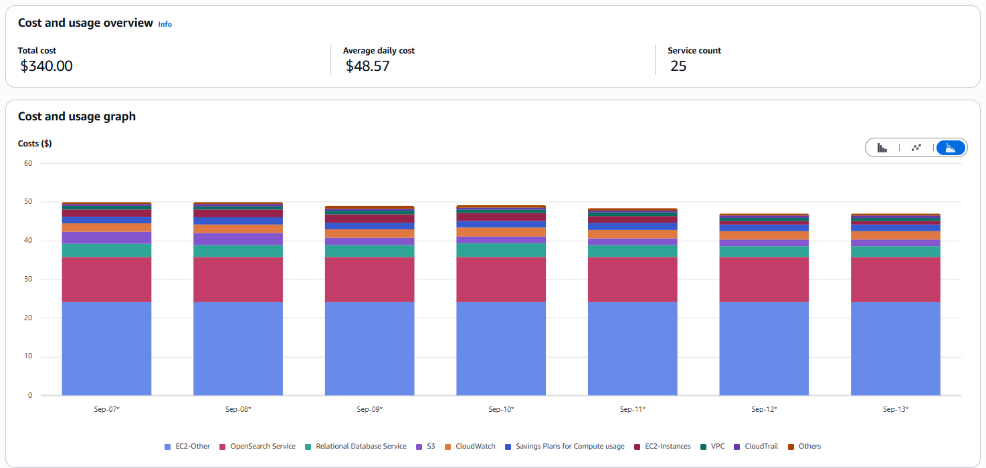 Cost and usage overview Info
Total cost
$340.00
Average daily cost
$48.57
Service count
25
Cost and usage graph
Costs ($)
60
50
40
30
20
10
0
Sep-07* Sep-08* Sep-09* Sep-10* Sep-11* Sep-12* Sep-13*
EC2-Other OpenSearch Service Relational Database Service S3 CloudWatch Savings Plans for Compute usage EC2-Instances VPC CloudTrail Others